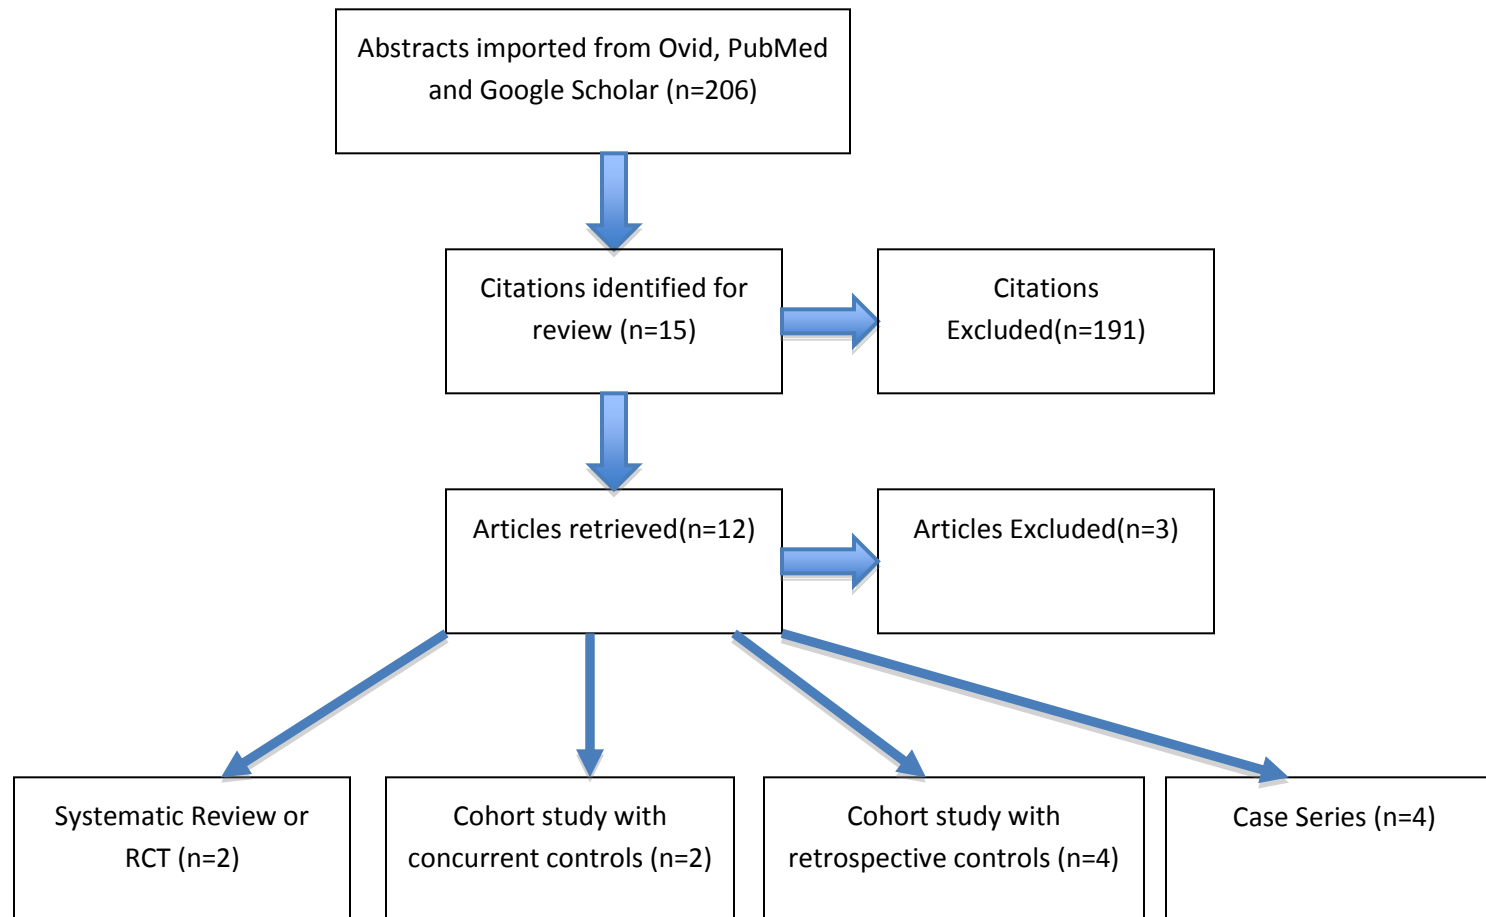 Abstracts imported from Ovid, PubMed
and Google Scholar (n=206)
Citations identified for
review (n=15)
Citations
Excluded(n=191)
Articles retrieved(n=12)
Articles Excluded(n=3)
Systematic Review or
RCT (n=2)
Cohort study with
concurrent controls (n=2)
Cohort study with
retrospective controls (n=4)
Case Series (n=4)